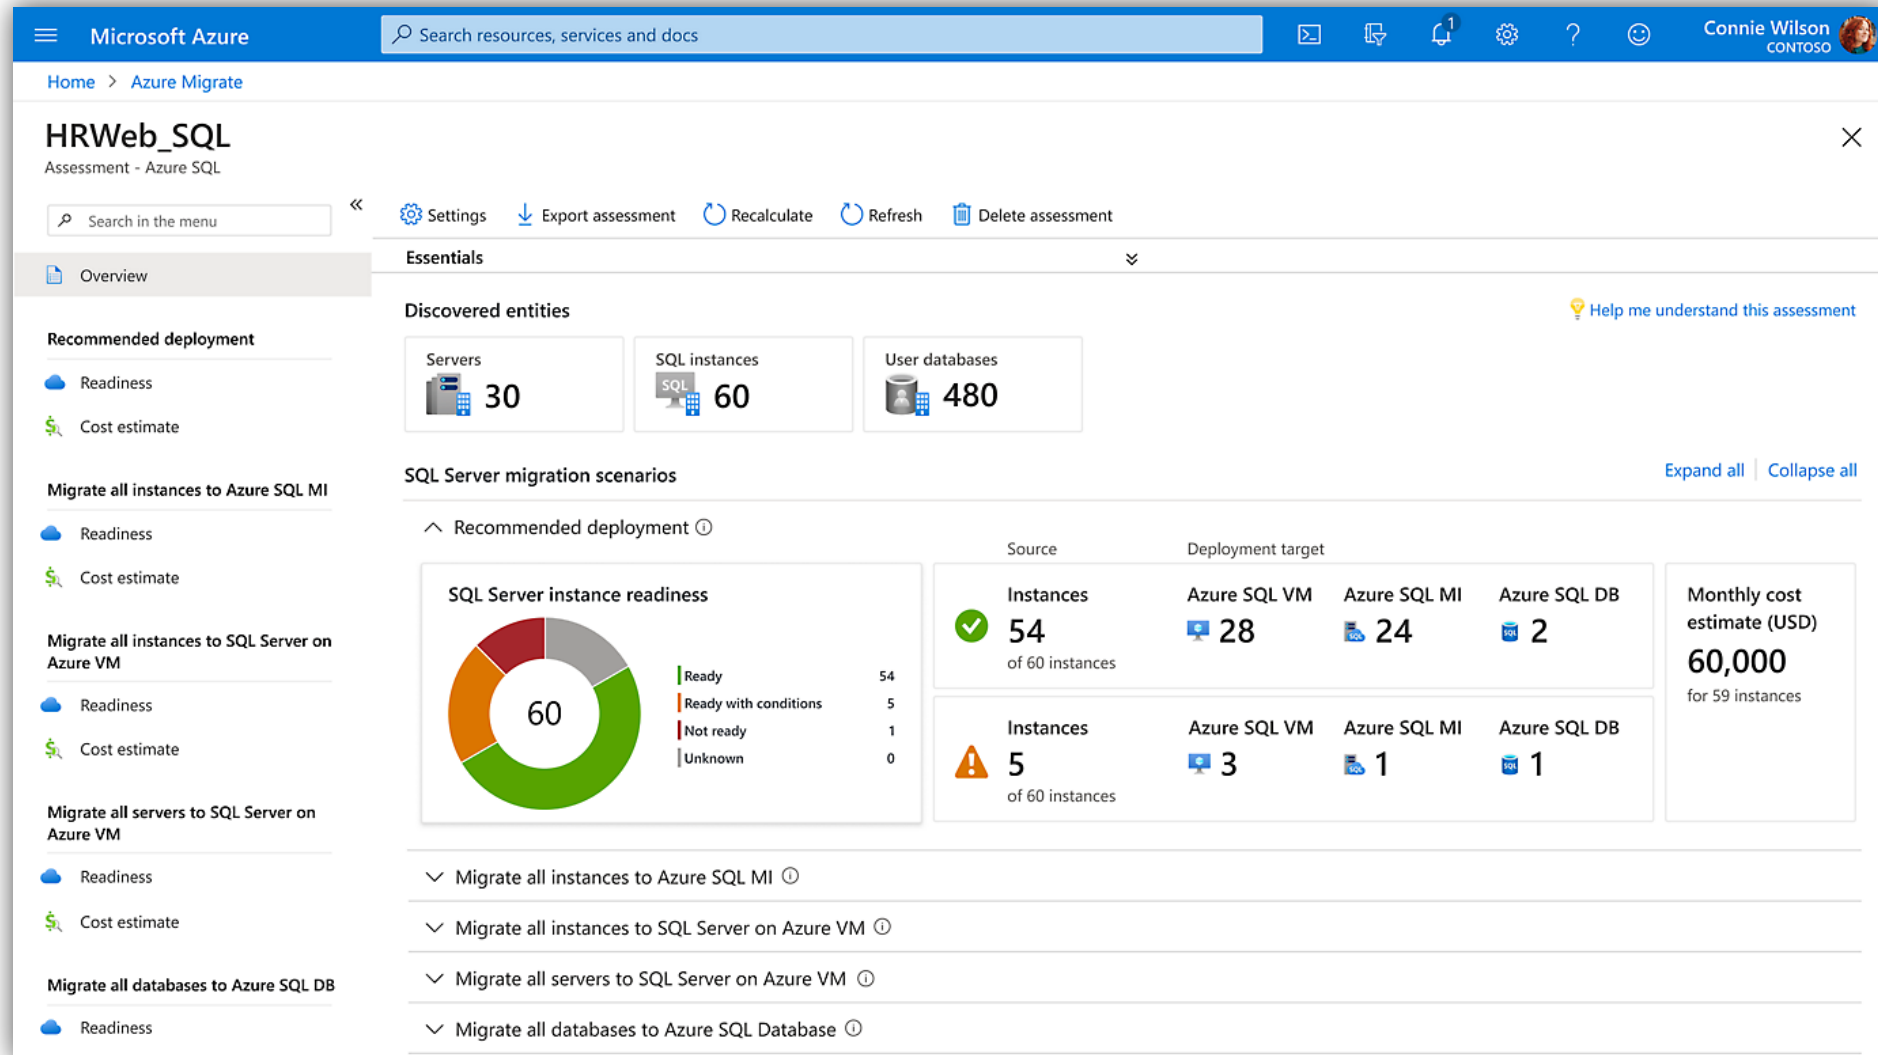 Microsoft Azure
Search resources, services and docs
1
Connie Wilson
CONTOSO
Home > Azure Migrate
HRWeb_SQL
Assessment - Azure SQL
Search in the menu
«
Overview
Recommended deployment
Readiness
Cost estimate
Migrate all instances to Azure SQL MI
Readiness
Cost estimate
Migrate all instances to SQL Server on
Azure VM
Readiness
Cost estimate
Migrate all servers to SQL Server on
Azure VM
Readiness
Cost estimate
Migrate all databases to Azure SQL DB
Readiness
Settings
Export assessment
Recalculate
Refresh
Delete assessment
Essentials
Discovered entities
Help me understand this assessment
Servers
30
SQL instances
SQL
60
User databases
480
SQL Server migration scenarios
Expand all | Collapse all
Recommended deployment
Source
Deployment target
SQL Server instance readiness
60
Ready 54
Ready with conditions 5
Not ready 1
Unknown 0
Instances
54
of 60 instances
Azure SQL VM
28
Azure SQL MI
24
Azure SQL DB
2
Instances
5
of 60 instances
Azure SQL VM
3
Azure SQL MI
1
Azure SQL DB
1
Monthly cost
estimate (USD)
60,000
for 59 instances
Migrate all instances to Azure SQL MI
Migrate all instances to SQL Server on Azure VM
Migrate all servers to SQL Server on Azure VM
Migrate all databases to Azure SQL Database